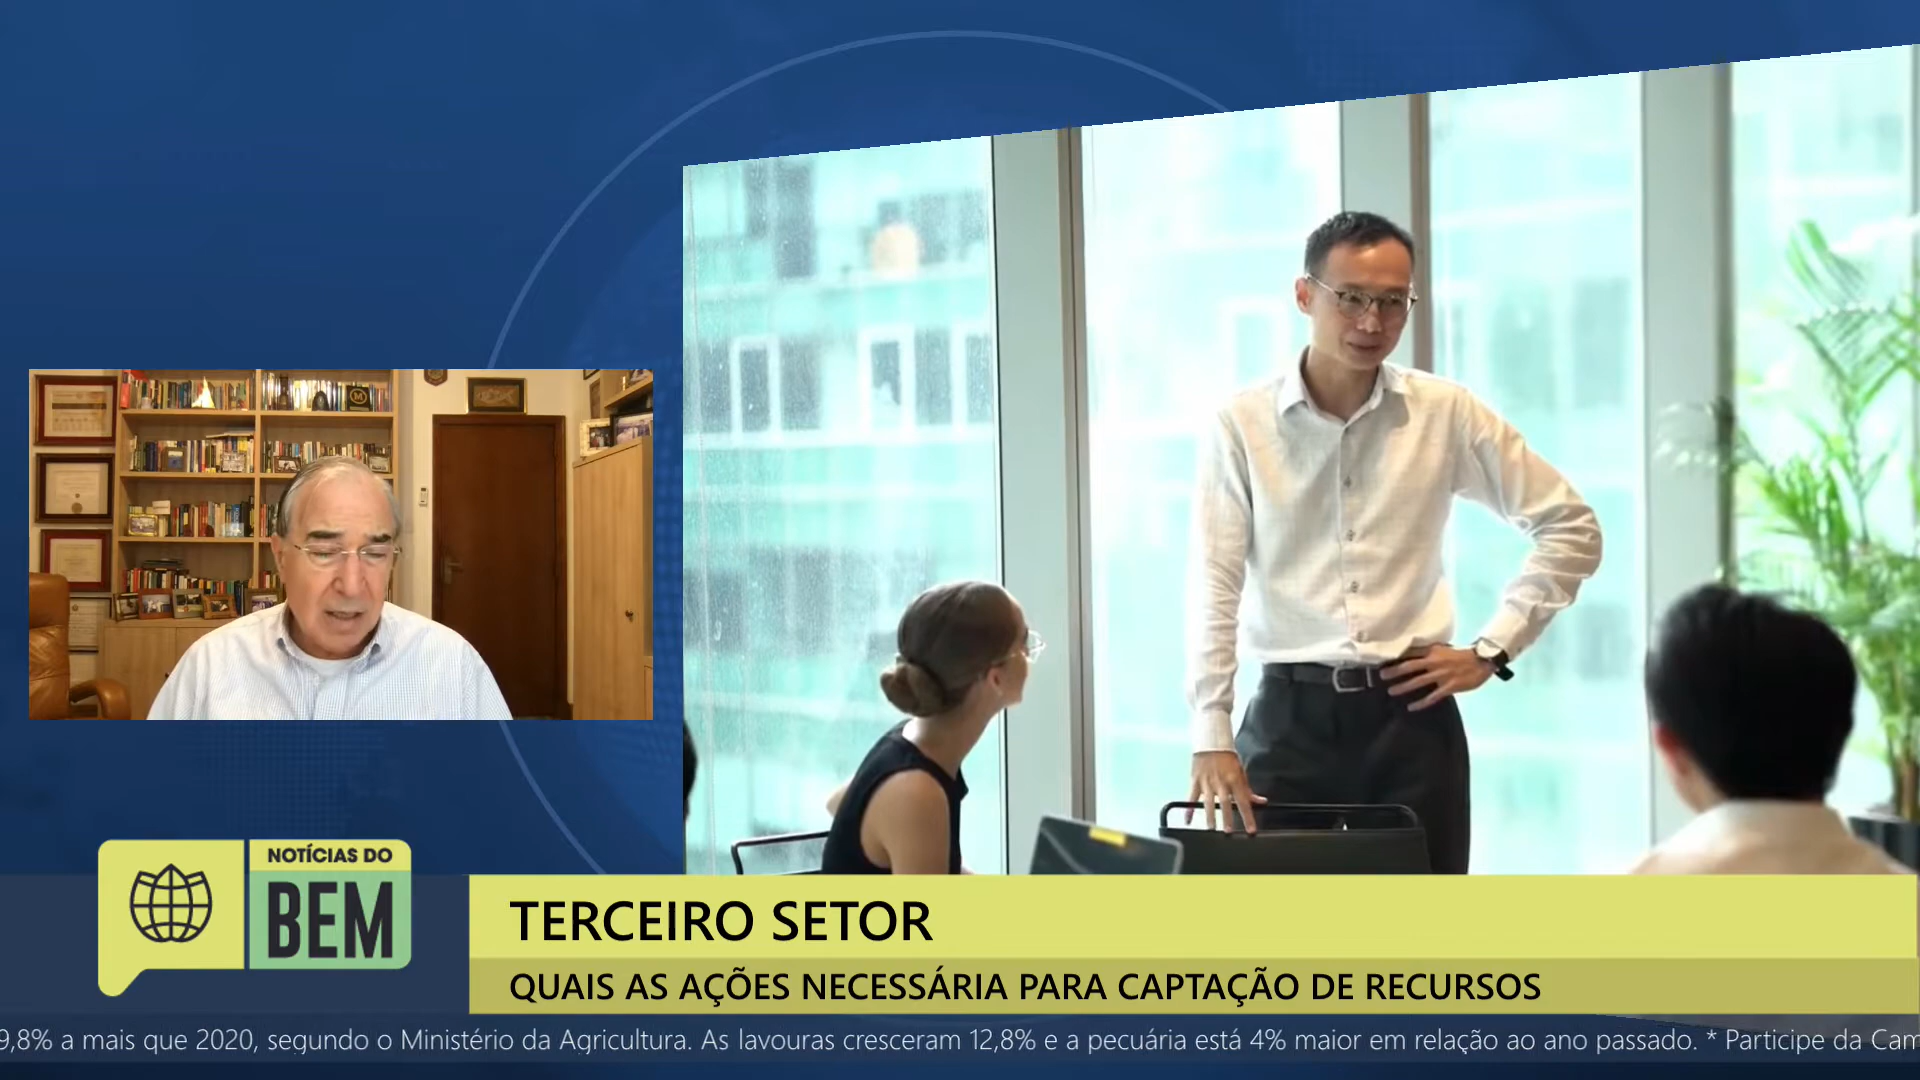 NOTÍCIAS DO
BEM
TERCEIRO SETOR
QUAIS AS AÇÕES NECESSÁRIA PARA CAPTAÇÃO DE RECURSOS
9,8% a mais que 2020, segundo o Ministério da Agricultura. As lavouras cresceram 12,8% e a pecuária está 4% maior em relação ao ano passado. * Participe da Cam